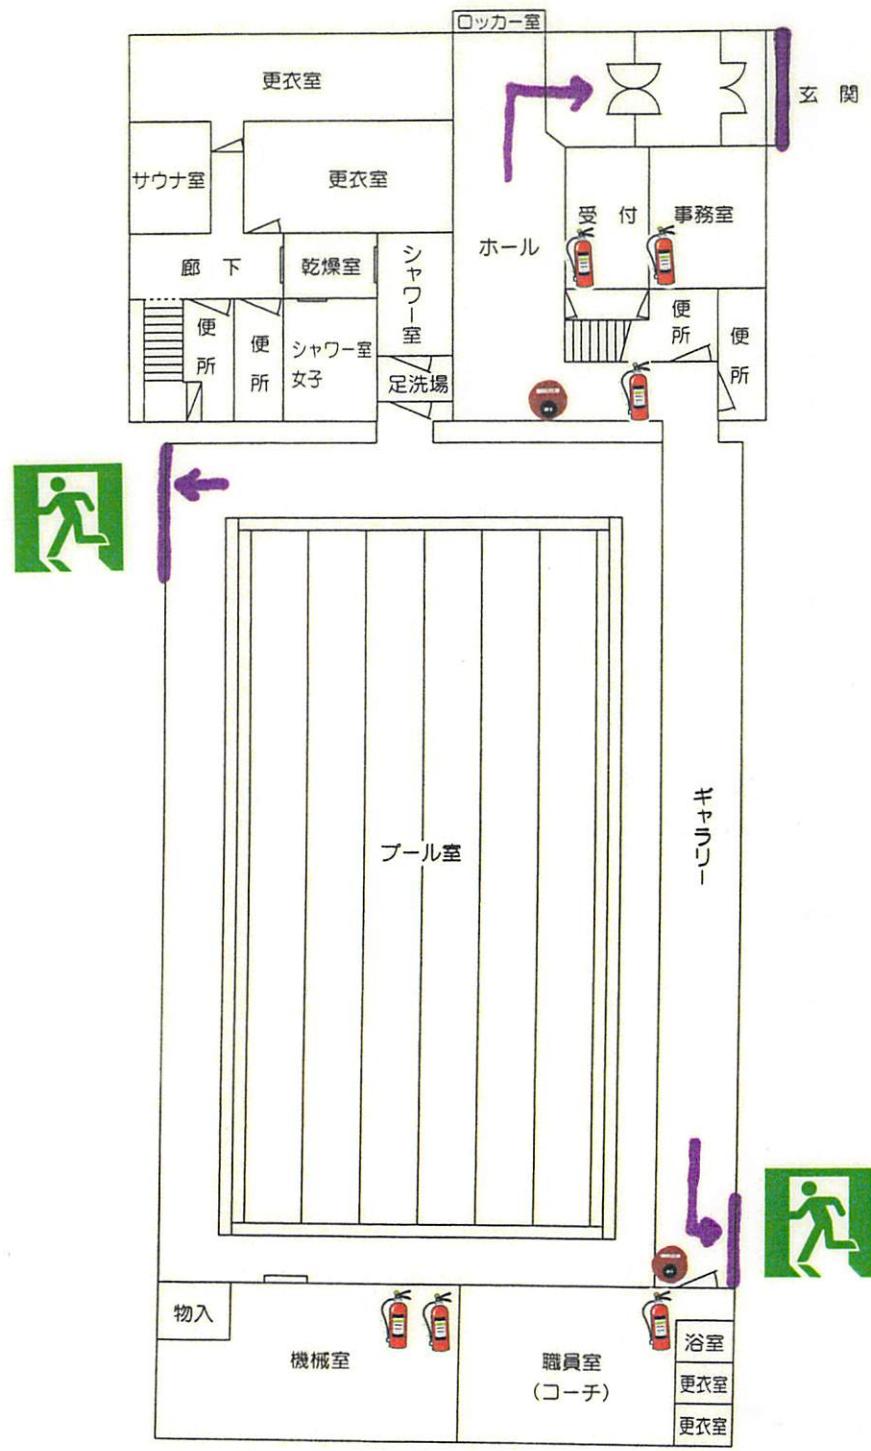 ロッカー室
更衣室
玄 関
サウナ室
更衣室
受 付
事務室
ホール
廊 下
乾燥室
シャワー室
便所
便所
シャワー室
女子
足洗場
便所
便所
プール室
ギャラリー
物入
機械室
職員室
(コーチ)
浴室
更衣室
更衣室